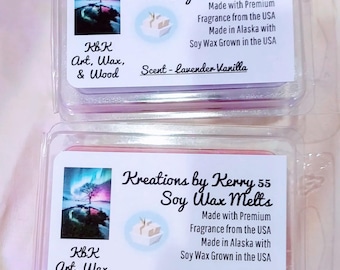 Made with Premium
Fragrance from the USA
Made in Alaska with
Soy Wax Grown in the USA
KbK
Art, Wax,
& Wood
Scent - Lavender Vanilla
Kreations by Kerry 55
Soy Wax Melts
Made with Premium
Fragrance from the USA
Made in Alaska with
Soy Wax Grown in the USA
KbK
Art, Wax